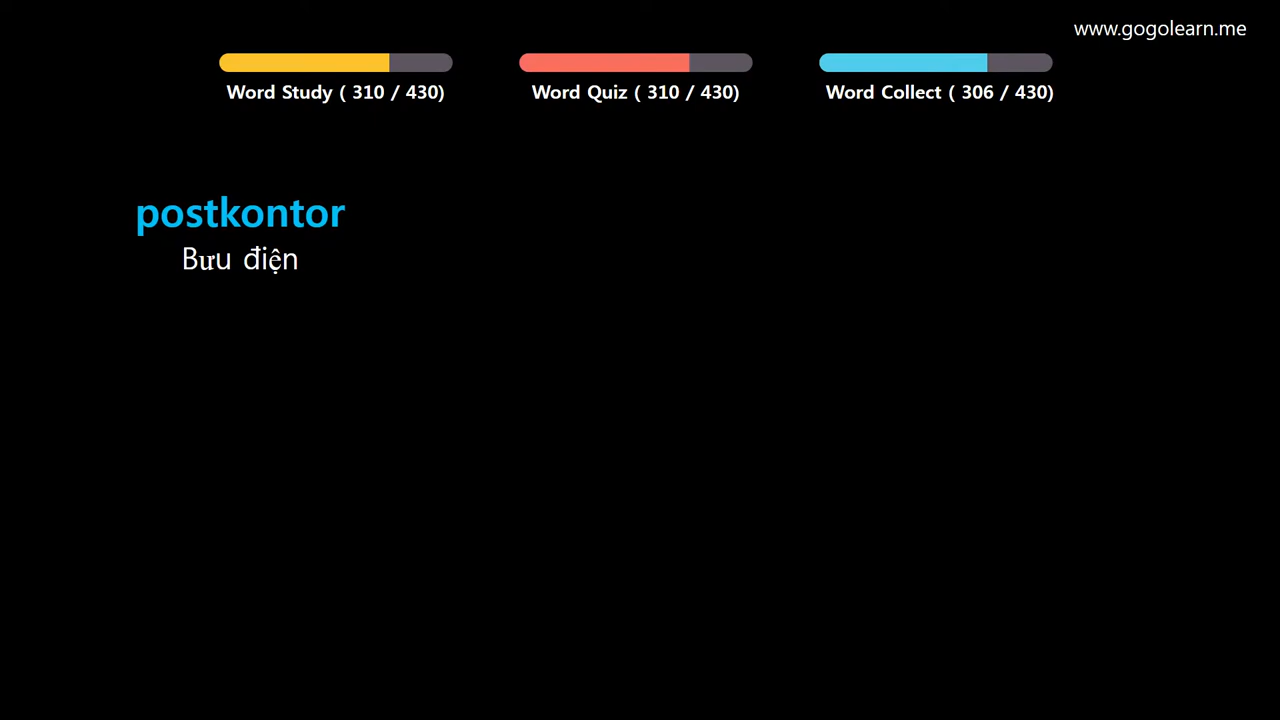 www.gogolearn.me
Word Study ( 310 / 430)
Word Quiz ( 310 / 430)
Word Collect ( 306 / 430)
postkontor
Bưu điện